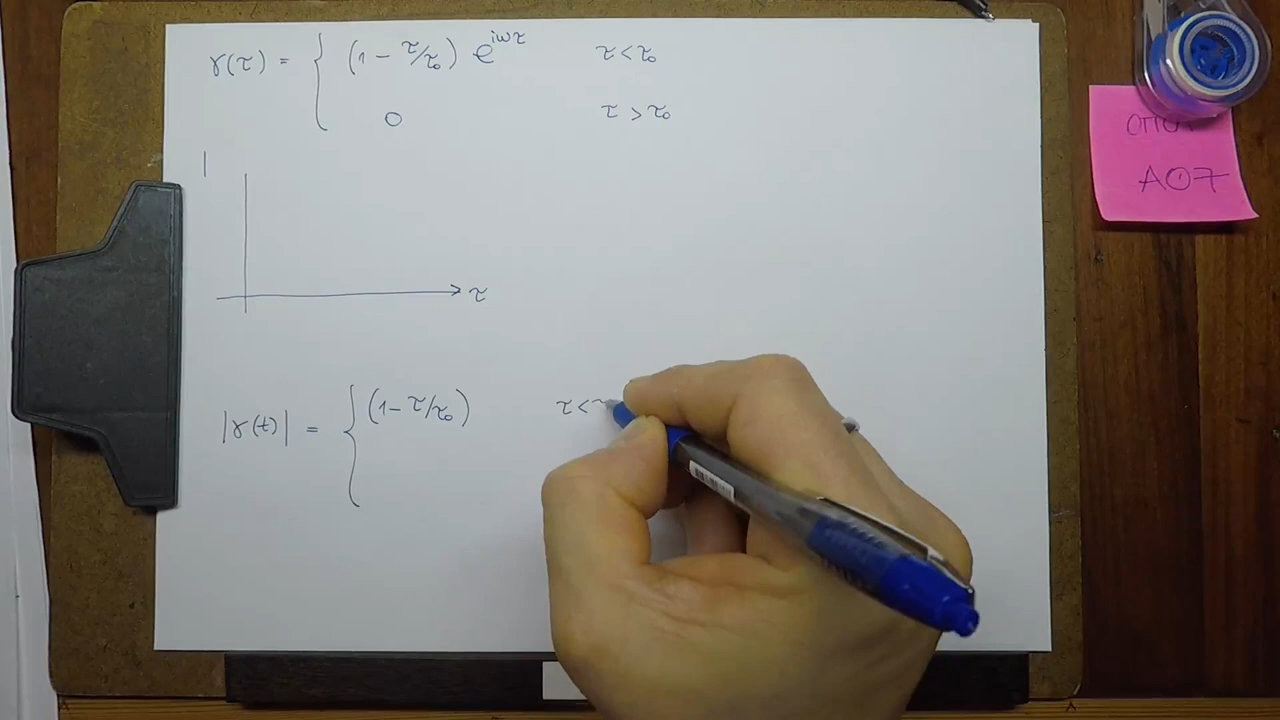 γ(τ) = { (1 - τ/τ₀) e^{iωτ} τ < τ₀
0 τ > τ₀
|
τ
|γ(t)| = { (1 - τ/τ₀) τ <
A07